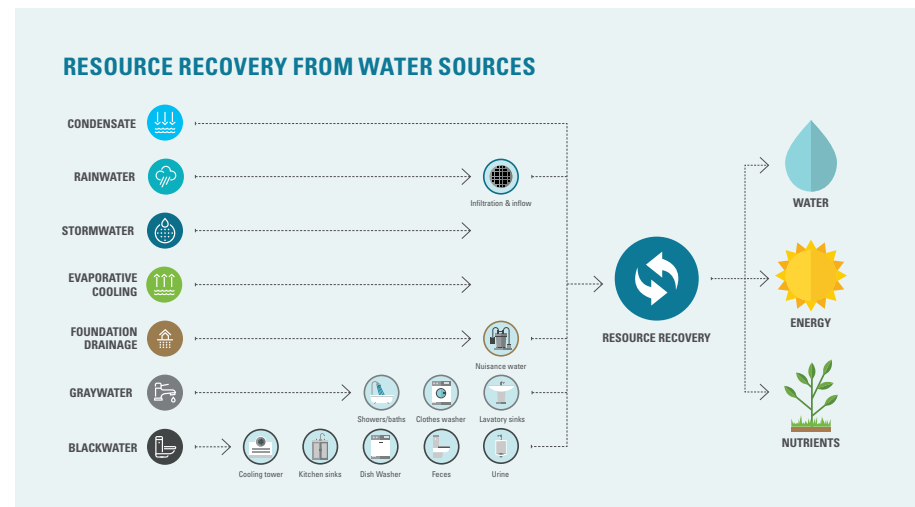 RESOURCE RECOVERY FROM WATER SOURCES
CONDENSATE
RAINWATER
Infiltration & inflow
STORMWATER
EVAPORATIVE
COOLING
FOUNDATION
DRAINAGE
Nuisance water
GRAYWATER
Showers/baths
Clothes washer
Lavatory sinks
BLACKWATER
Cooling tower
Kitchen sinks
Dish Washer
Feces
Urine
RESOURCE RECOVERY
WATER
ENERGY
NUTRIENTS